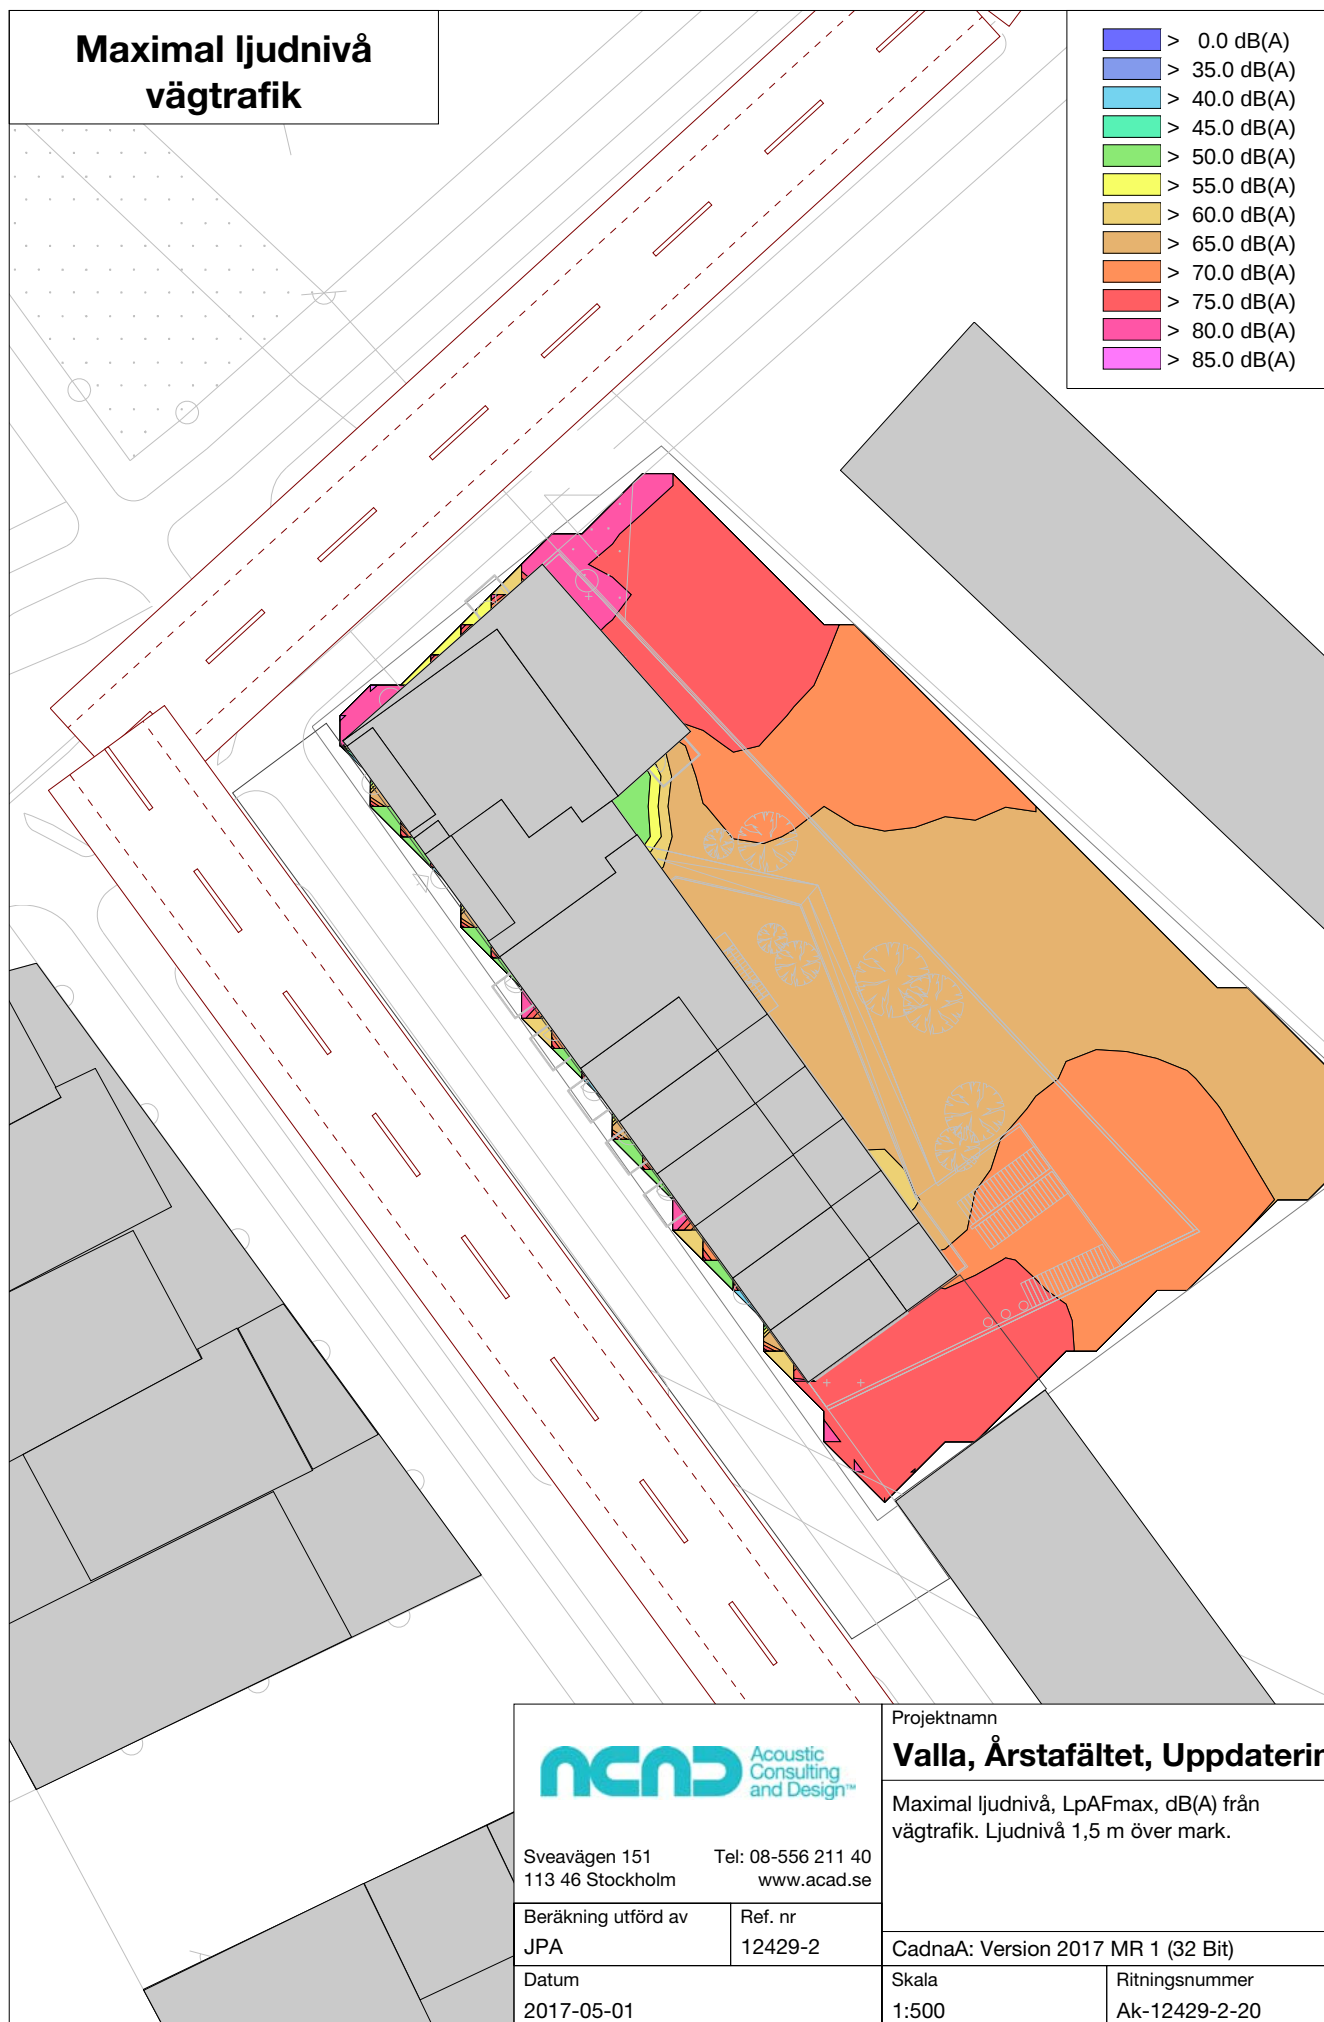 Maximal ljudnivå
vägtrafik
> 0.0 dB(A)
> 35.0 dB(A)
> 40.0 dB(A)
> 45.0 dB(A)
> 50.0 dB(A)
> 55.0 dB(A)
> 60.0 dB(A)
> 65.0 dB(A)
> 70.0 dB(A)
> 75.0 dB(A)
> 80.0 dB(A)
> 85.0 dB(A)
ACAD
Acoustic
Consulting
and Design™
Sveavägen 151
113 46 Stockholm
Tel: 08-556 211 40
www.acad.se
Beräkning utförd av
JPA
Ref. nr
12429-2
Datum
2017-05-01
Projektnamn
Valla, Årstafältet, Uppdaterin
Maximal ljudnivå, LpAFmax, dB(A) från
vägtrafik. Ljudnivå 1,5 m över mark.
CadnaA: Version 2017 MR 1 (32 Bit)
Skala
1:500
Ritningsnummer
Ak-12429-2-20